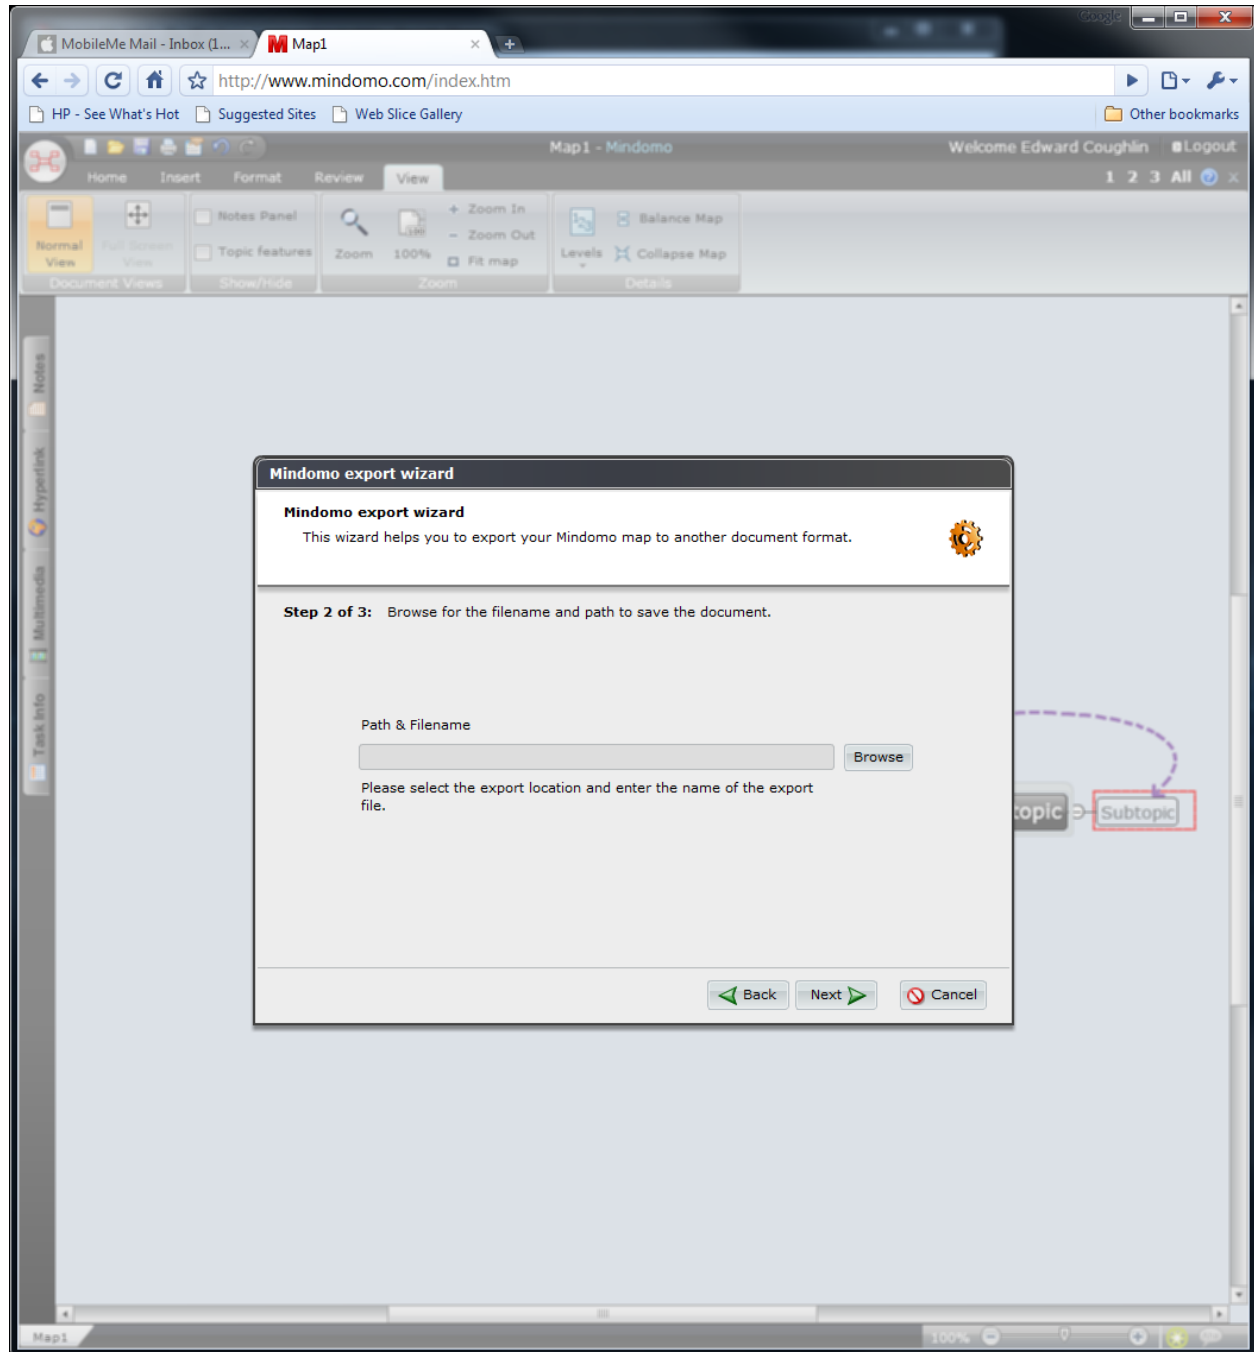 Google
MobileMe Mail - Inbox (1...
Map1
http://www.mindomo.com/index.htm
HP - See What's Hot Suggested Sites Web Slice Gallery Other bookmarks
Map1 - Mindomo Welcome Edward Coughlin Logout
Home Insert Format Review View 1 2 3 All
Normal View
Full Screen View
Document Views
Notes Panel
Topic features
Show/Hide
Zoom
100%
Zoom In
Zoom Out
Fit map
Zoom
Levels
Balance Map
Collapse Map
Details
Notes
Hyperlink
Multimedia
Task Info
Mindomo export wizard
Mindomo export wizard
This wizard helps you to export your Mindomo map to another document format.
Step 2 of 3: Browse for the filename and path to save the document.
Path & Filename
Browse
Please select the export location and enter the name of the export
file.
topic Subtopic
Back Next Cancel
Map1 100%